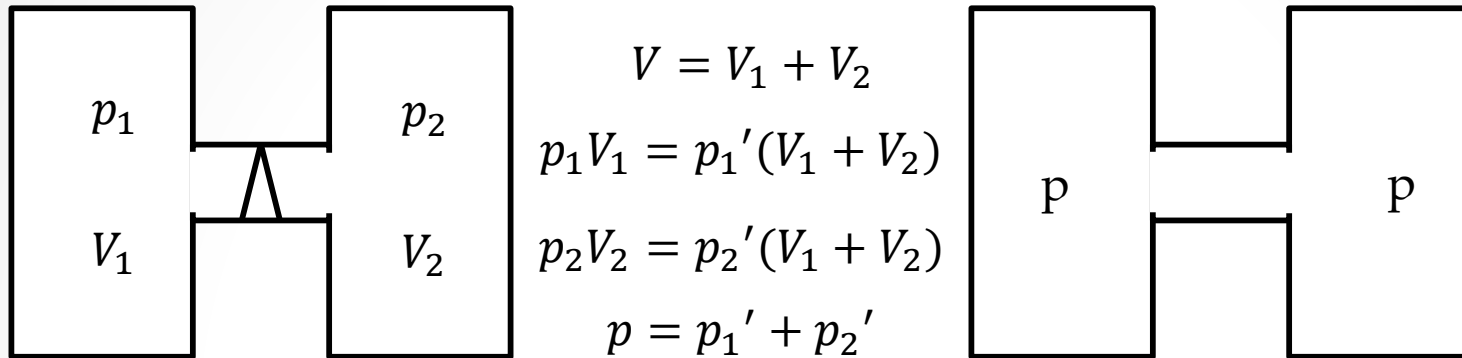 p₁ p₂
V₁ V₂
V = V₁ + V₂
p₁V₁ = p₁′(V₁ + V₂)
p₂V₂ = p₂′(V₁ + V₂)
p = p₁′ + p₂′
p p